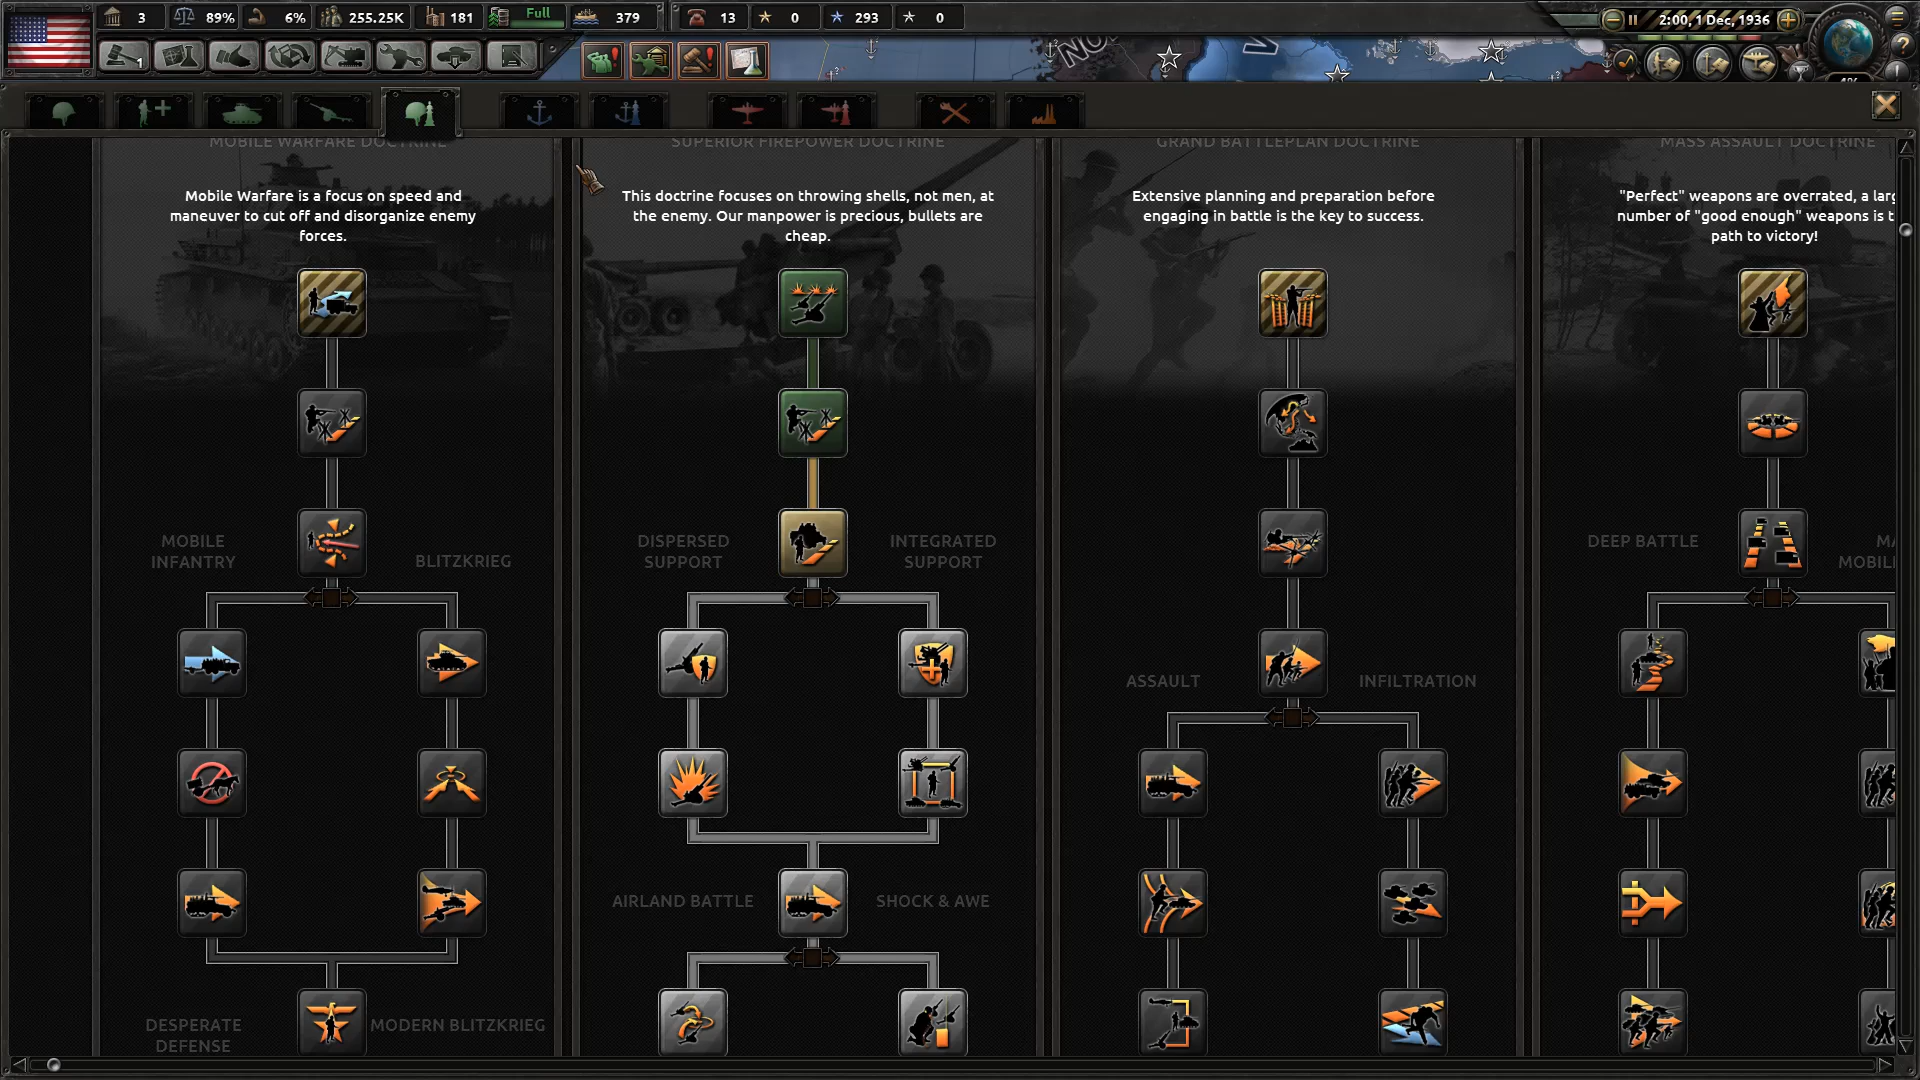 3
89%
6%
255.25K
181
Full
379
13
0
293
0
2:00, 1 Dec, 1936
1
NO
MOBILE WARFARE DOCTRINE
SUPERIOR FIREPOWER DOCTRINE
GRAND BATTLEPLAN DOCTRINE
MASS ASSAULT DOCTRINE
Mobile Warfare is a focus on speed and
maneuver to cut off and disorganize enemy
forces.
This doctrine focuses on throwing shells, not men, at
the enemy. Our manpower is precious, bullets are
cheap.
Extensive planning and preparation before
engaging in battle is the key to success.
"Perfect" weapons are overrated, a larg
number of "good enough" weapons is t
path to victory!
MOBILE
INFANTRY
BLITZKRIEG
DISPERSED
SUPPORT
INTEGRATED
SUPPORT
DEEP BATTLE
MA
MOBIL
ASSAULT
INFILTRATION
AIRLAND BATTLE
SHOCK & AWE
DESPERATE
DEFENSE
MODERN BLITZKRIEG